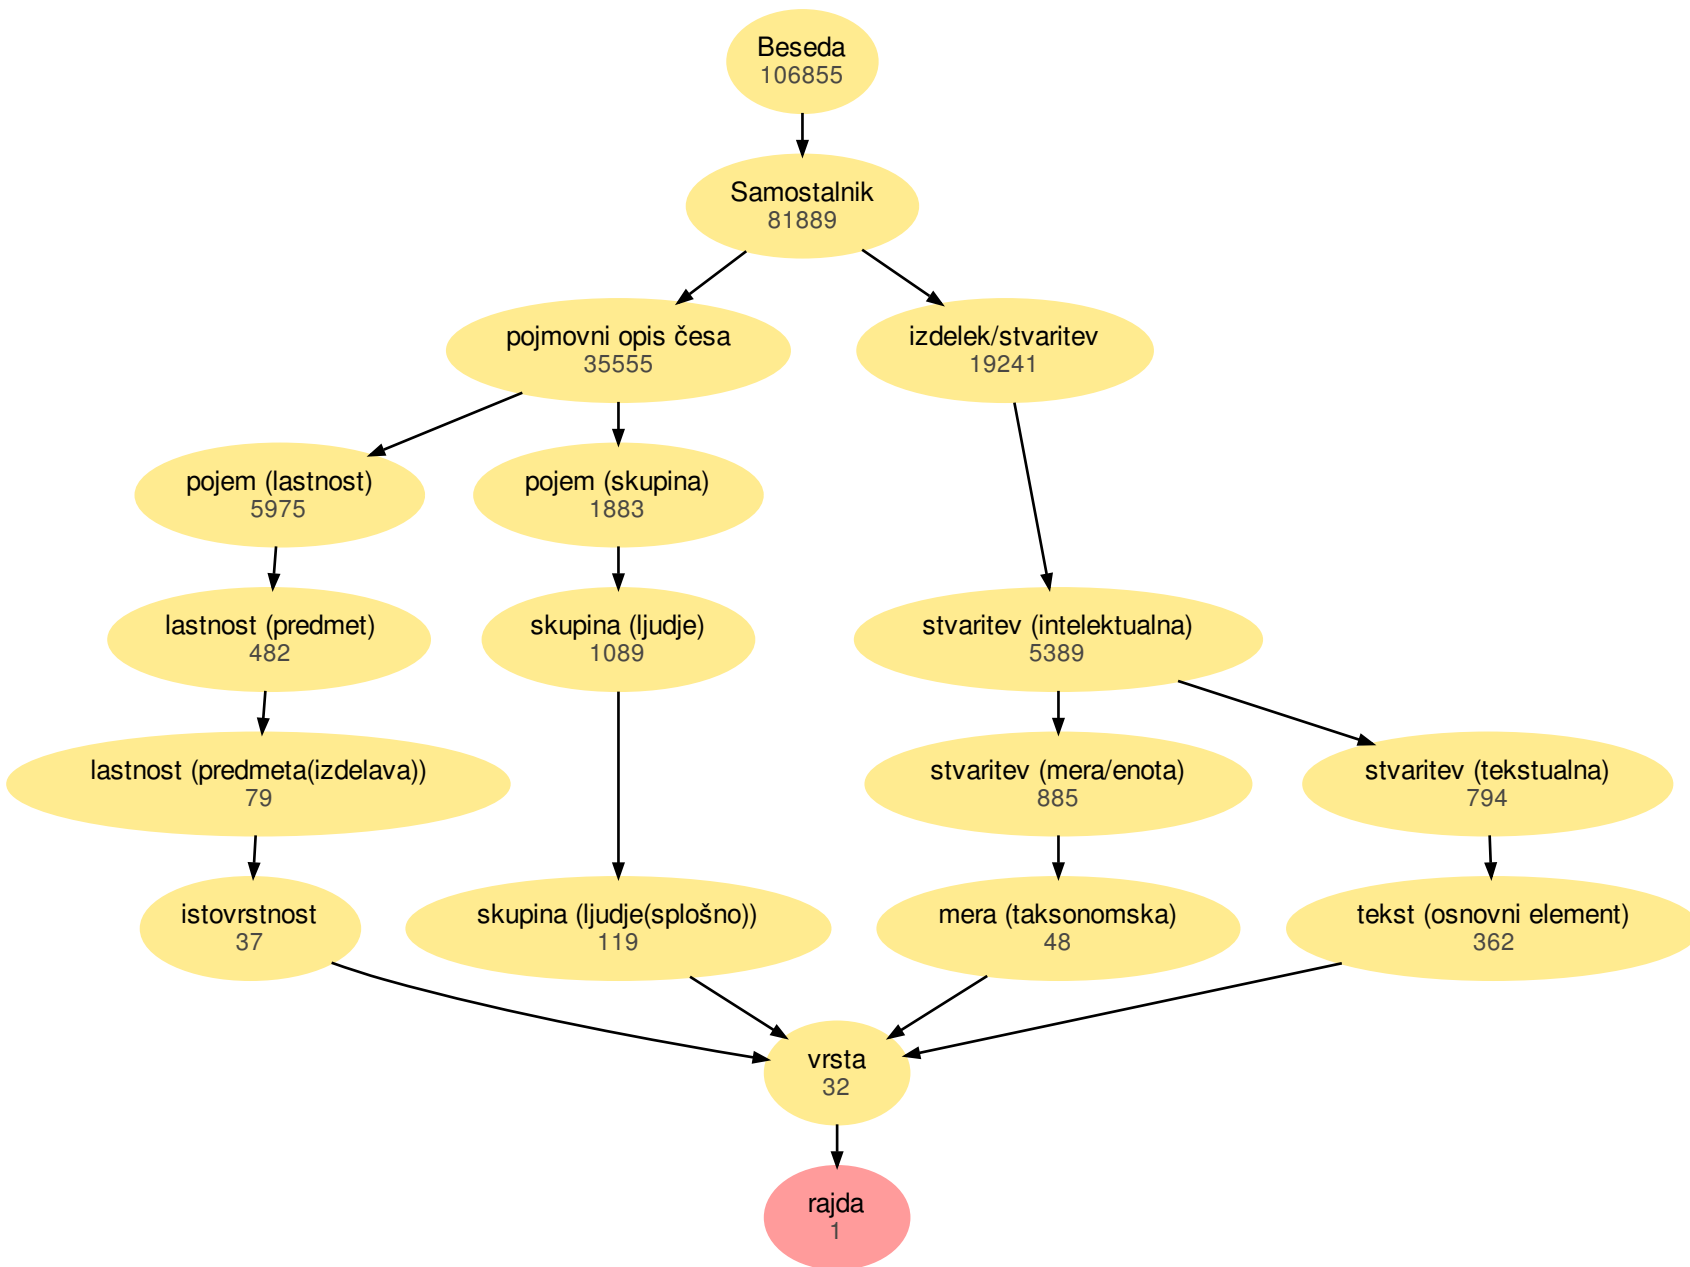 Beseda
106855
Samostalnik
81889
pojmovni opis česa
35555
izdelek/stvaritev
19241
pojem (lastnost)
5975
pojem (skupina)
1883
lastnost (predmet)
482
skupina (ljudje)
1089
stvaritev (intelektualna)
5389
lastnost (predmeta(izdelava))
79
stvaritev (mera/enota)
885
stvaritev (tekstualna)
794
istovrstnost
37
skupina (ljudje(splošno))
119
mera (taksonomska)
48
tekst (osnovni element)
362
vrsta
32
rajda
1